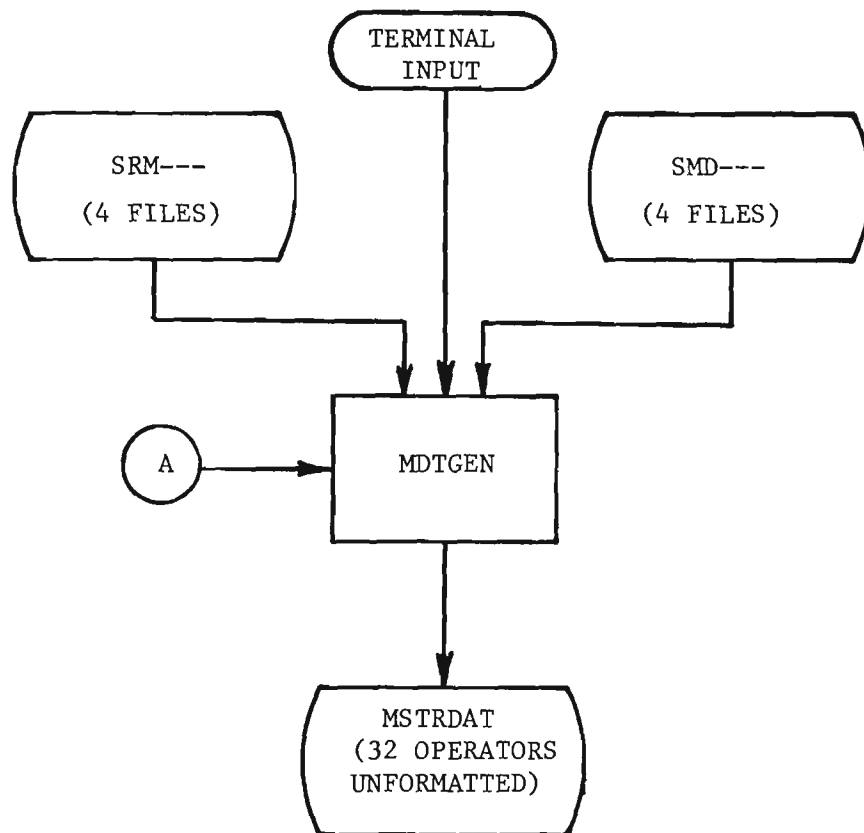 TERMINAL
INPUT
SRM---
(4 FILES)
SMD---
(4 FILES)
A
MDTGEN
MSTRDAT
(32 OPERATORS
UNFORMATTED)